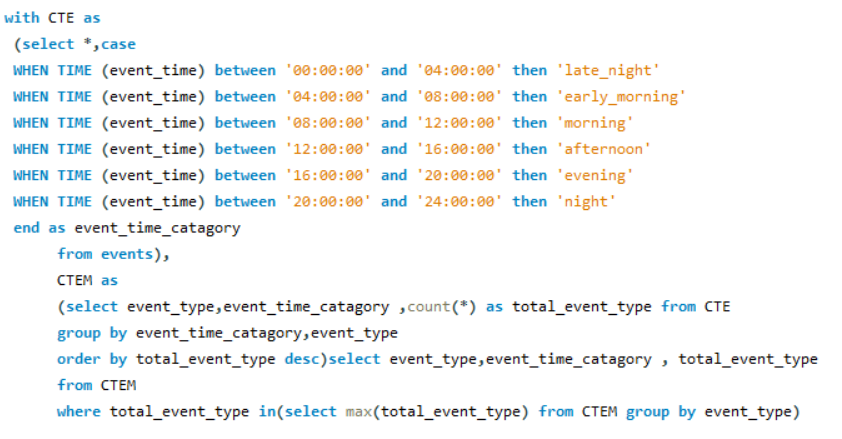 with CTE as
(select *,case
WHEN TIME (event_time) between '00:00:00' and '04:00:00' then 'late_night'
WHEN TIME (event_time) between '04:00:00' and '08:00:00' then 'early_morning'
WHEN TIME (event_time) between '08:00:00' and '12:00:00' then 'morning'
WHEN TIME (event_time) between '12:00:00' and '16:00:00' then 'afternoon'
WHEN TIME (event_time) between '16:00:00' and '20:00:00' then 'evening'
WHEN TIME (event_time) between '20:00:00' and '24:00:00' then 'night'
end as event_time_catagory
from events),
CTEM as
(select event_type,event_time_catagory ,count(*) as total_event_type from CTE
group by event_time_catagory,event_type
order by total_event_type desc)select event_type,event_time_catagory , total_event_type
from CTEM
where total_event_type in(select max(total_event_type) from CTEM group by event_type)